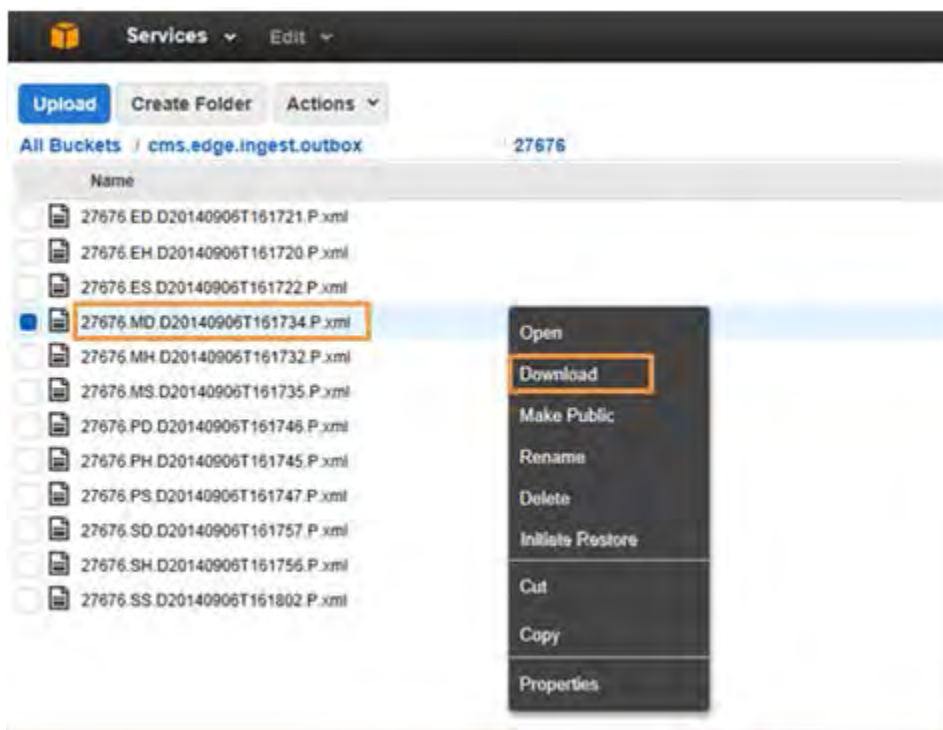 Services Edit
Upload Create Folder Actions
All Buckets / cms.edge.ingest.outbox 27676
Name
27676.ED.D20140906T161721.P.xml
27676.EH.D20140906T161720.P.xml
27676.ES.D20140906T161722.P.xml
27676.MD.D20140906T161734.P.xml
27676.MH.D20140906T161732.P.xml
27676.MS.D20140906T161735.P.xml
27676.PD.D20140906T161746.P.xml
27676.PH.D20140906T161745.P.xml
27676.PS.D20140906T161747.P.xml
27676.SD.D20140906T161757.P.xml
27676.SH.D20140906T161756.P.xml
27676.SS.D20140906T161802.P.xml
Open
Download
Make Public
Rename
Delete
Initiate Restore
Cut
Copy
Properties